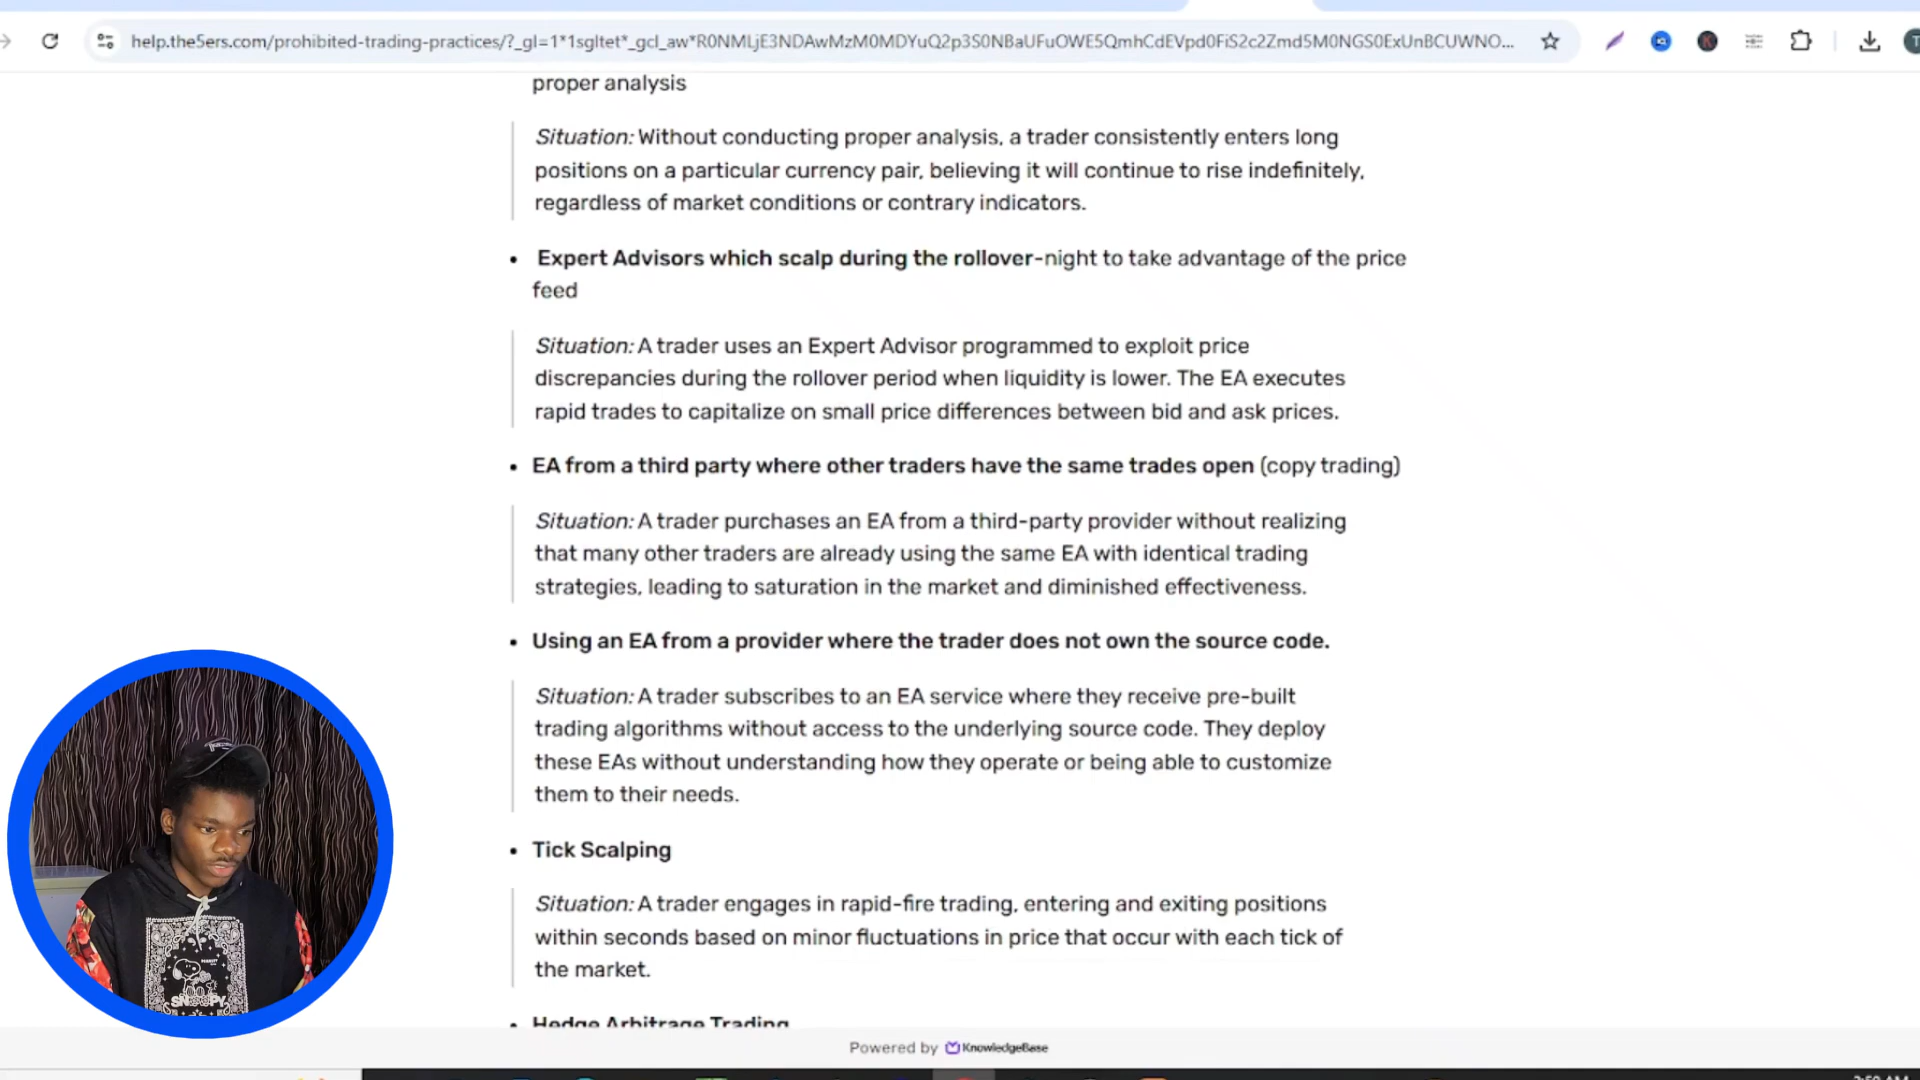 help.the5ers.com/prohibited-trading-practices/?_gl=1*1sgltet*_gcl_aw*R0NMLjE3NDAwMzM0MDYuQ2p3S0NBaUFuOWE5QmhCdEVpd0FiS2c2Zmd5M0NGS0ExUnBCUWNO...
proper analysis
Situation: Without conducting proper analysis, a trader consistently enters long
positions on a particular currency pair, believing it will continue to rise indefinitely,
regardless of market conditions or contrary indicators.
• Expert Advisors which scalp during the rollover-night to take advantage of the price
feed
Situation: A trader uses an Expert Advisor programmed to exploit price
discrepancies during the rollover period when liquidity is lower. The EA executes
rapid trades to capitalize on small price differences between bid and ask prices.
• EA from a third party where other traders have the same trades open (copy trading)
Situation: A trader purchases an EA from a third-party provider without realizing
that many other traders are already using the same EA with identical trading
strategies, leading to saturation in the market and diminished effectiveness.
• Using an EA from a provider where the trader does not own the source code.
Situation: A trader subscribes to an EA service where they receive pre-built
trading algorithms without access to the underlying source code. They deploy
these EAs without understanding how they operate or being able to customize
them to their needs.
• Tick Scalping
Situation: A trader engages in rapid-fire trading, entering and exiting positions
within seconds based on minor fluctuations in price that occur with each tick of
the market.
• Hedge Arbitrage Trading
SNOOPY
Powered by KnowledgeBase